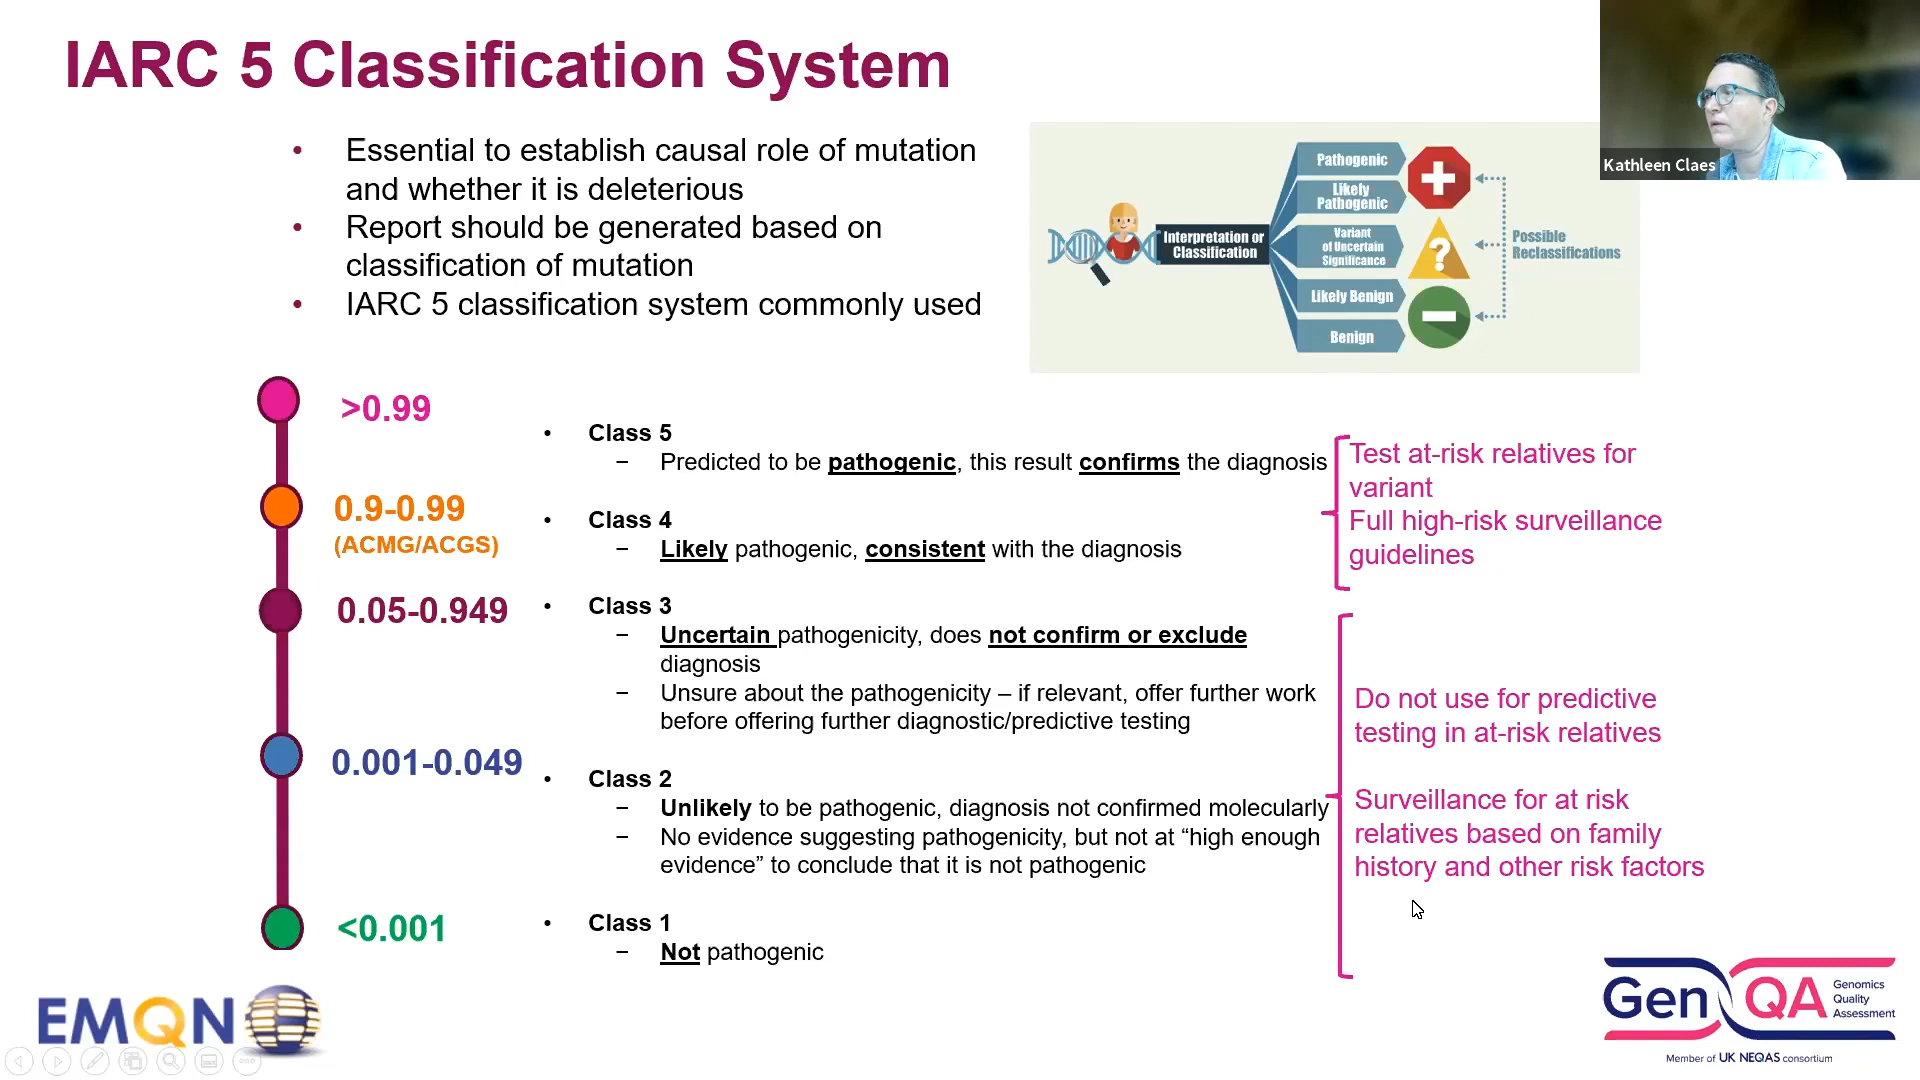 IARC 5 Classification System
• Essential to establish causal role of mutation
and whether it is deleterious
• Report should be generated based on
classification of mutation
• IARC 5 classification system commonly used
Interpretation or
Classification
Pathogenic
Likely
Pathogenic
Variant
of Uncertain
Significance
Likely Benign
Benign
+
?
−
Possible
Reclassifications
Kathleen Claes
>0.99
• Class 5
− Predicted to be pathogenic, this result confirms the diagnosis
0.9-0.99
(ACMG/ACGS)
• Class 4
− Likely pathogenic, consistent with the diagnosis
Test at-risk relatives for
variant
Full high-risk surveillance
guidelines
0.05-0.949
• Class 3
− Uncertain pathogenicity, does not confirm or exclude
diagnosis
− Unsure about the pathogenicity – if relevant, offer further work
before offering further diagnostic/predictive testing
0.001-0.049
• Class 2
− Unlikely to be pathogenic, diagnosis not confirmed molecularly
− No evidence suggesting pathogenicity, but not at “high enough
evidence” to conclude that it is not pathogenic
<0.001
• Class 1
− Not pathogenic
Do not use for predictive
testing in at-risk relatives
Surveillance for at risk
relatives based on family
history and other risk factors
EMQN
Gen QA
Genomics
Quality
Assessment
Member of UK NEQAS consortium